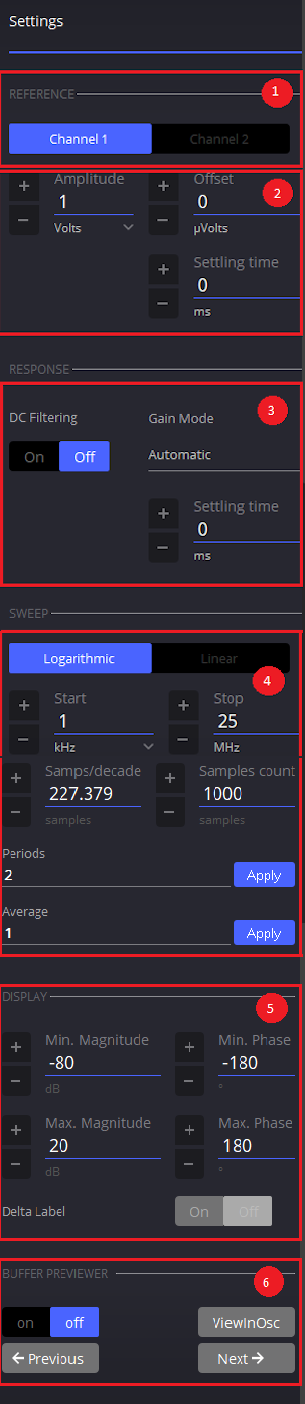 Settings
REFERENCE 1
Channel 1 Channel 2
2
+ Amplitude + Offset
− 1 − 0
Volts µVolts
+ Settling time
− 0
ms
RESPONSE
3
DC Filtering Gain Mode
On Off Automatic
+ Settling time
− 0
ms
SWEEP
Logarithmic Linear
4
+ Start + Stop
− 1 − 25
kHz MHz
+ Samps/decade + Samples count
− 227.379 − 1000
samples samples
Periods
2 Apply
Average
1 Apply
DISPLAY 5
+ Min. Magnitude + Min. Phase
− -80 − -180
dB °
+ Max. Magnitude + Max. Phase
− 20 − 180
dB °
Delta Label On Off
BUFFER PREVIEWER 6
on off ViewInOsc
← Previous Next →